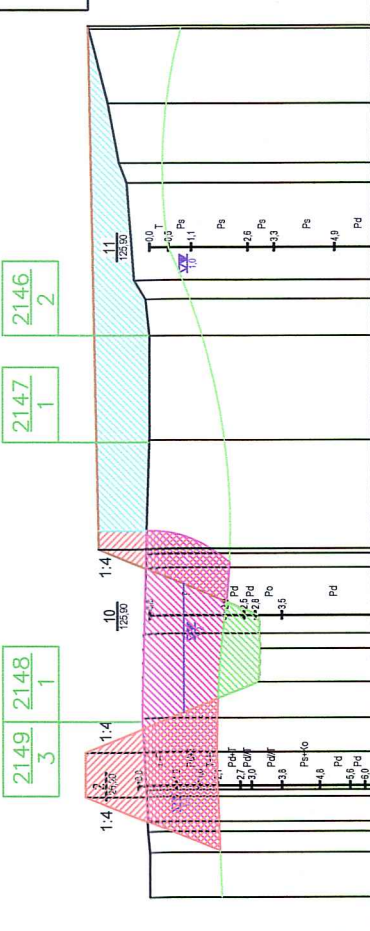 2146
2
2147
1
2148
1
2149
3
11
125,90
0,0
T
0,5
Ps
1,1
Ps
2,6
Ps
3,3
Ps
4,9
Pd
1,0
1:4
10
125,90
Pd
2,5
Pd
2,8
Po
3,5
Pd
1:4
1:4
Pd+T
2,7
Pd//T
3,0
Pd//T
3,8
Ps+Ko
4,8
Pd
5,6
Pd
6,0